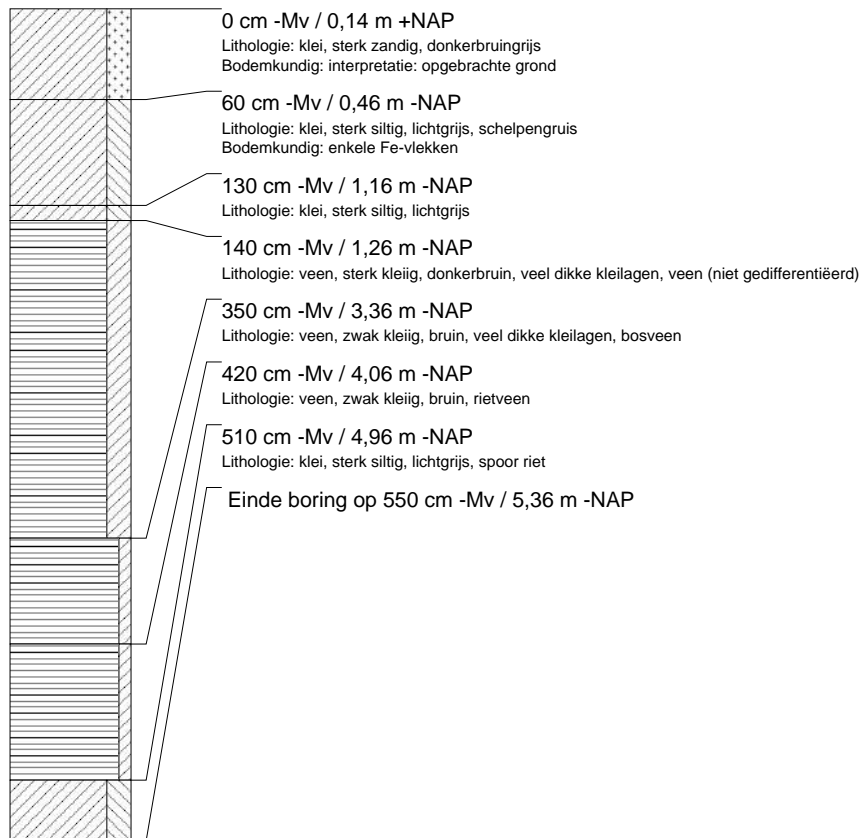 0 cm -Mv / 0,14 m +NAP
Lithologie: klei, sterk zandig, donkerbruingrijs
Bodemkundig: interpretatie: opgebrachte grond
60 cm -Mv / 0,46 m -NAP
Lithologie: klei, sterk siltig, lichtgrijs, schelpengruis
Bodemkundig: enkele Fe-vlekken
130 cm -Mv / 1,16 m -NAP
Lithologie: klei, sterk siltig, lichtgrijs
140 cm -Mv / 1,26 m -NAP
Lithologie: veen, sterk kleiig, donkerbruin, veel dikke kleilagen, veen (niet gedifferentiëerd)
350 cm -Mv / 3,36 m -NAP
Lithologie: veen, zwak kleiig, bruin, veel dikke kleilagen, bosveen
420 cm -Mv / 4,06 m -NAP
Lithologie: veen, zwak kleiig, bruin, rietveen
510 cm -Mv / 4,96 m -NAP
Lithologie: klei, sterk siltig, lichtgrijs, spoor riet
Einde boring op 550 cm -Mv / 5,36 m -NAP